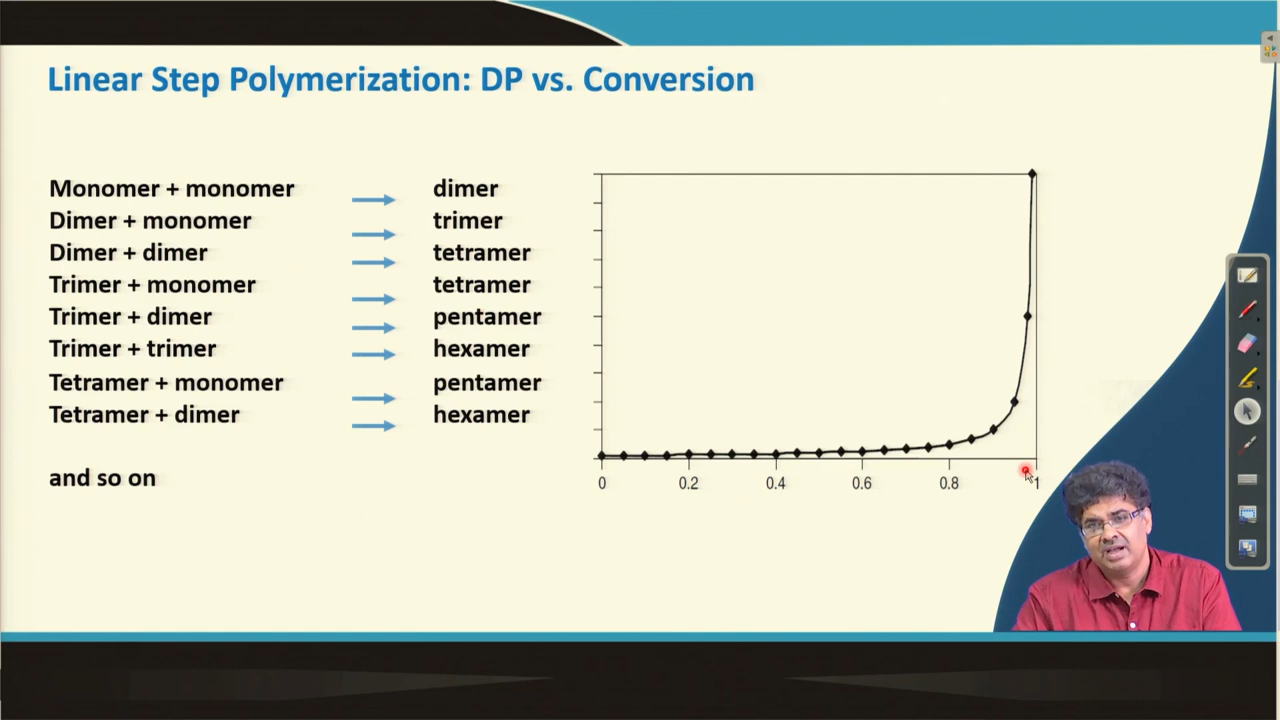 Linear Step Polymerization: DP vs. Conversion
Monomer + monomer dimer
Dimer + monomer trimer
Dimer + dimer tetramer
Trimer + monomer tetramer
Trimer + dimer pentamer
Trimer + trimer hexamer
Tetramer + monomer pentamer
Tetramer + dimer hexamer
and so on
0 0.2 0.4 0.6 0.8 1